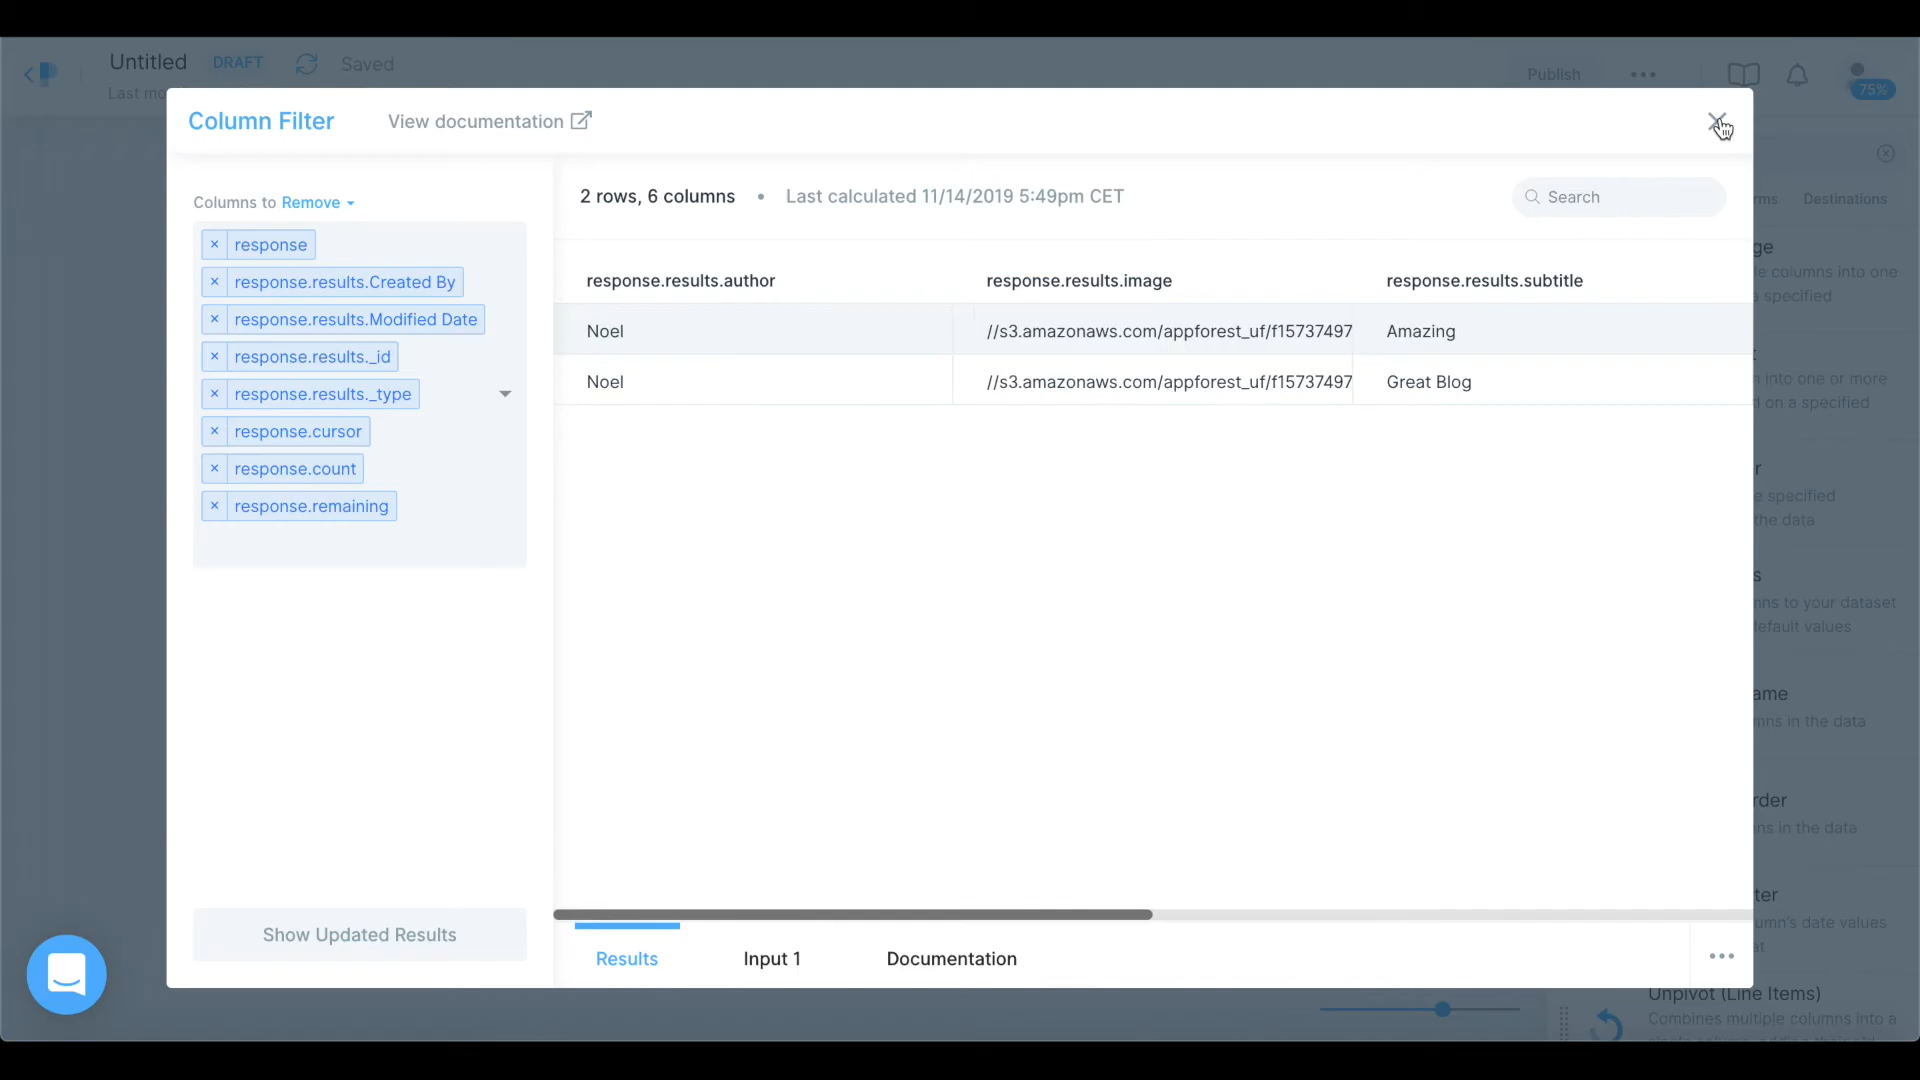 Untitled DRAFT Saved
Publish
75%
Last mo
Column Filter View documentation
Columns to Remove
× response
× response.results.Created By
× response.results.Modified Date
× response.results._id
× response.results._type
× response.cursor
× response.count
× response.remaining
Show Updated Results
2 rows, 6 columns • Last calculated 11/14/2019 5:49pm CET
Search
response.results.author response.results.image response.results.subtitle
Noel //s3.amazonaws.com/appforest_uf/f15737497 Amazing
Noel //s3.amazonaws.com/appforest_uf/f15737497 Great Blog
Results Input 1 Documentation
rms Destinations
ge
le columns into one
a specified
t
n into one or more
d on a specified
r
e specified
the data
s
mns to your dataset
default values
ame
mns in the data
rder
ns in the data
ter
umn's date values
at
Unpivot (Line Items)
Combines multiple columns into a